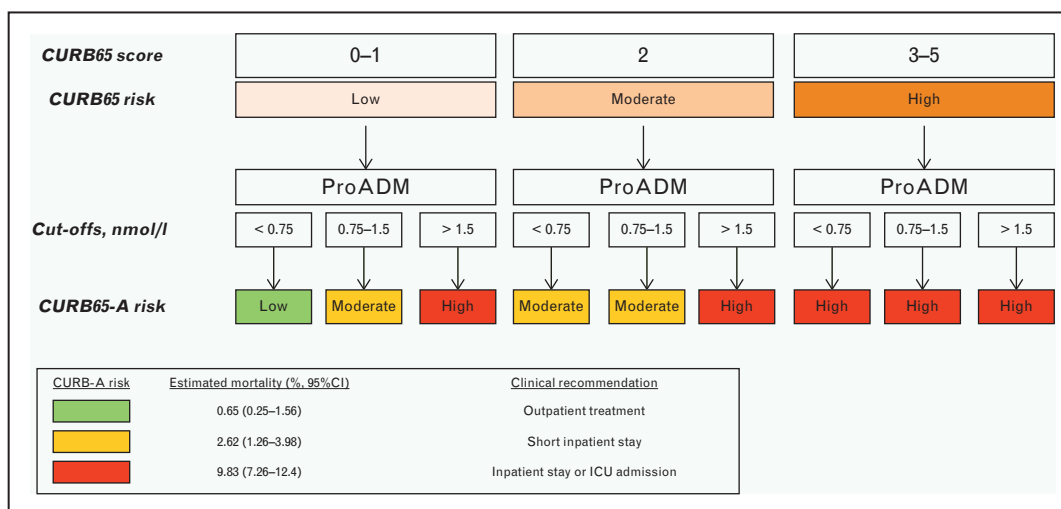 CURB65 score 0–1 2 3–5
CURB65 risk Low Moderate High
ProADM ProADM ProADM
Cut-offs, nmol/l < 0.75 0.75–1.5 > 1.5 < 0.75 0.75–1.5 > 1.5 < 0.75 0.75–1.5 > 1.5
CURB65-A risk Low Moderate High Moderate Moderate High High High High
CURB-A risk Estimated mortality (%, 95%CI) Clinical recommendation
0.65 (0.25–1.56) Outpatient treatment
2.62 (1.26–3.98) Short inpatient stay
9.83 (7.26–12.4) Inpatient stay or ICU admission